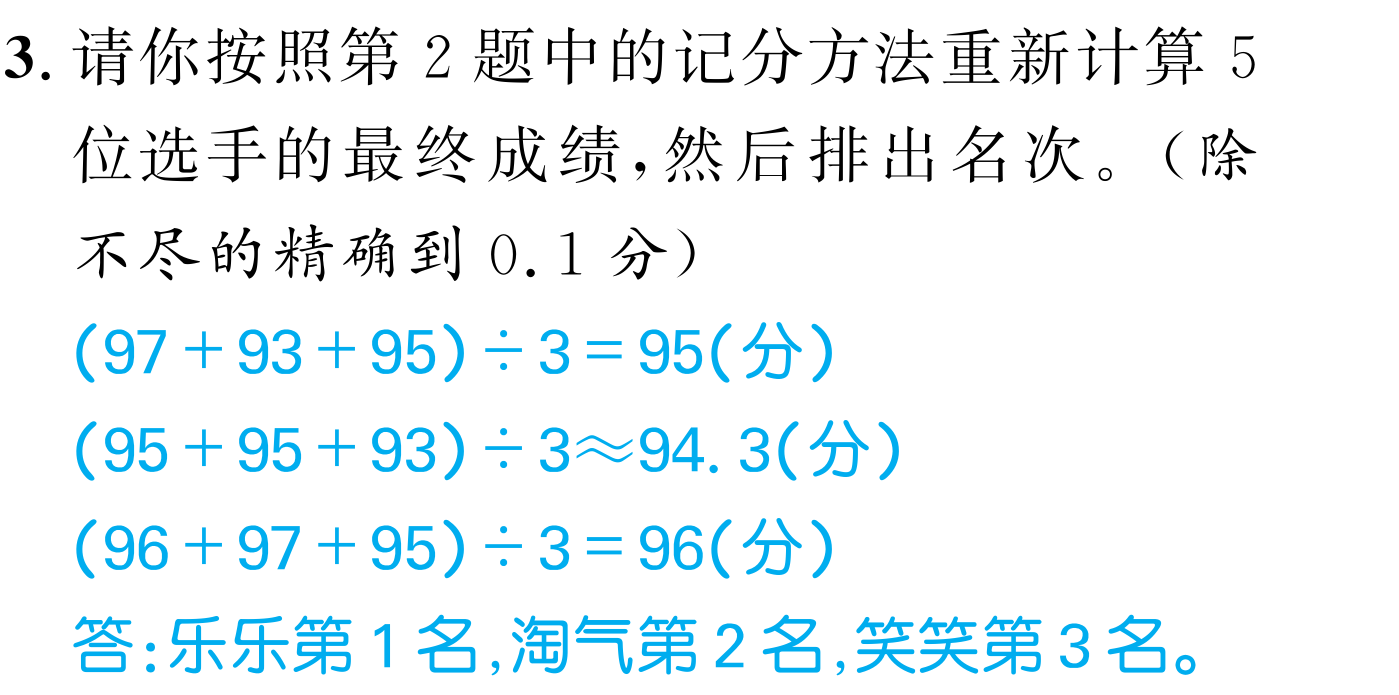 3. 请你按照第 2 题中的记分方法重新计算 5
位选手的最终成绩,然后排出名次。(除
不尽的精确到 0.1 分)
(97+93+95)÷3=95(分)
(95+95+93)÷3≈94.3(分)
(96+97+95)÷3=96(分)
答:乐乐第 1 名,淘气第 2 名,笑笑第 3 名。